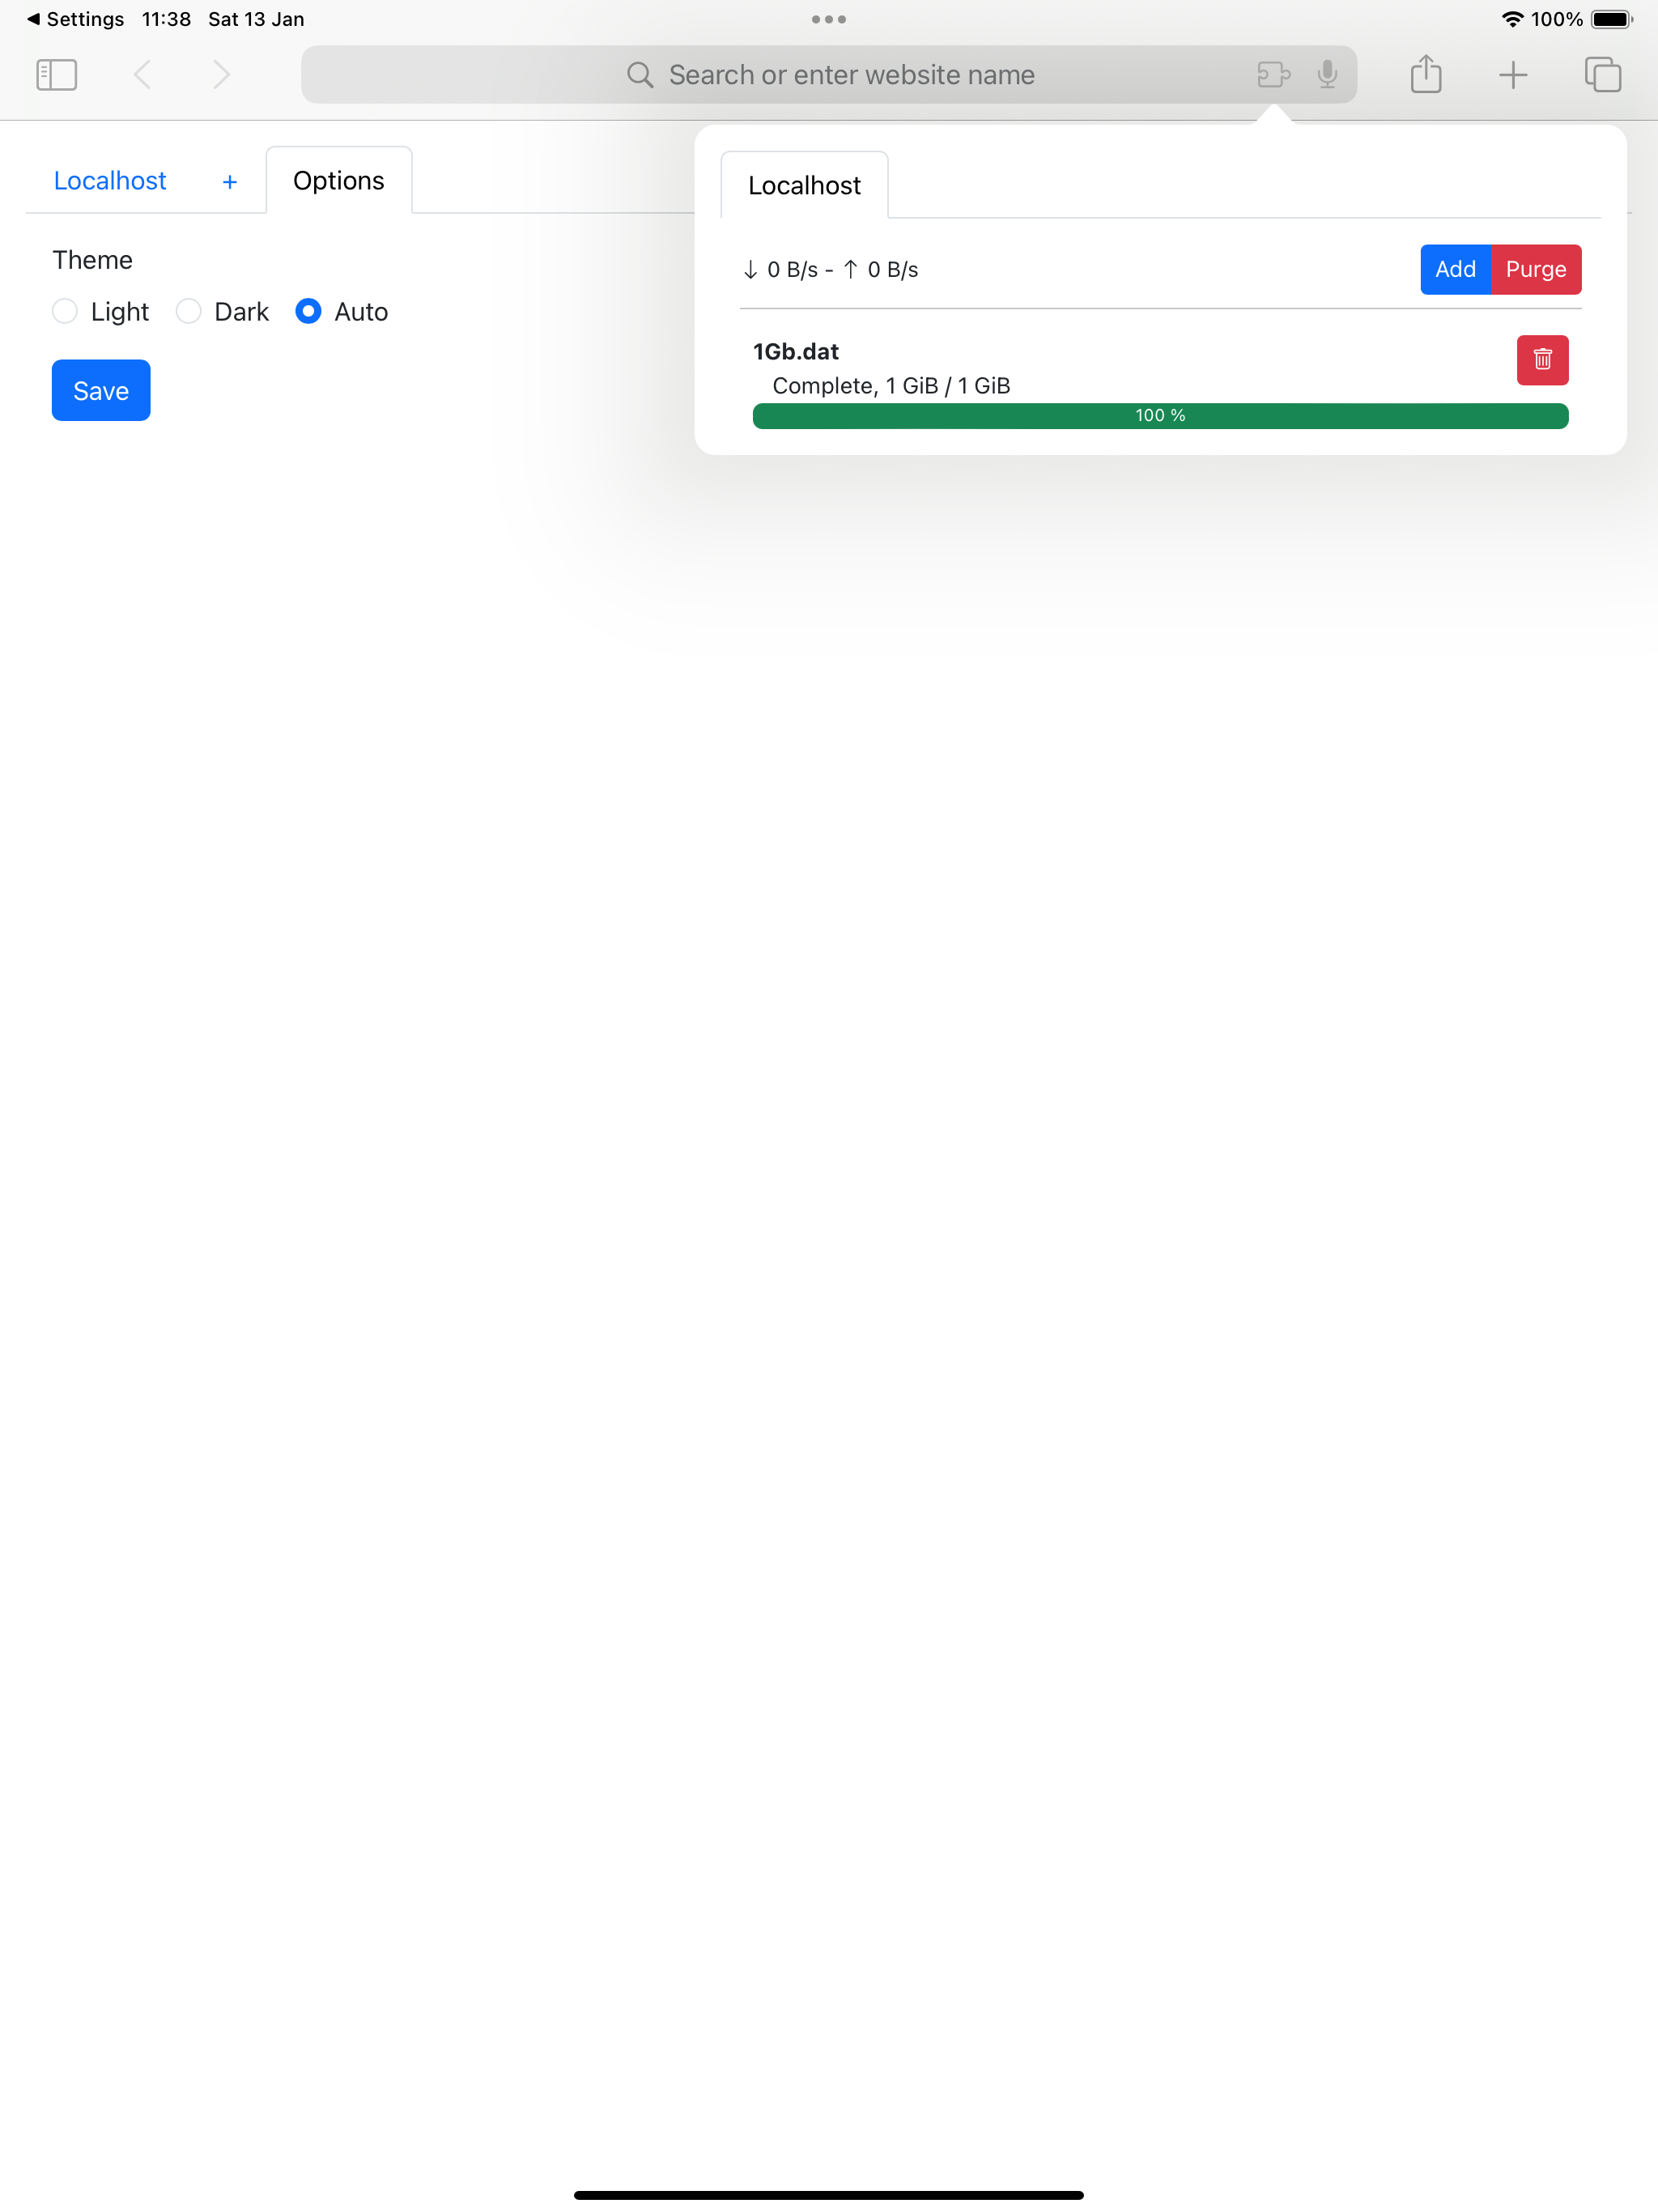 Settings 11:38 Sat 13 Jan
100%
Search or enter website name
Localhost
+
Options
Theme
Light
Dark
Auto
Save
Localhost
↓ 0 B/s - ↑ 0 B/s
Add
Purge
1Gb.dat
Complete, 1 GiB / 1 GiB
100 %